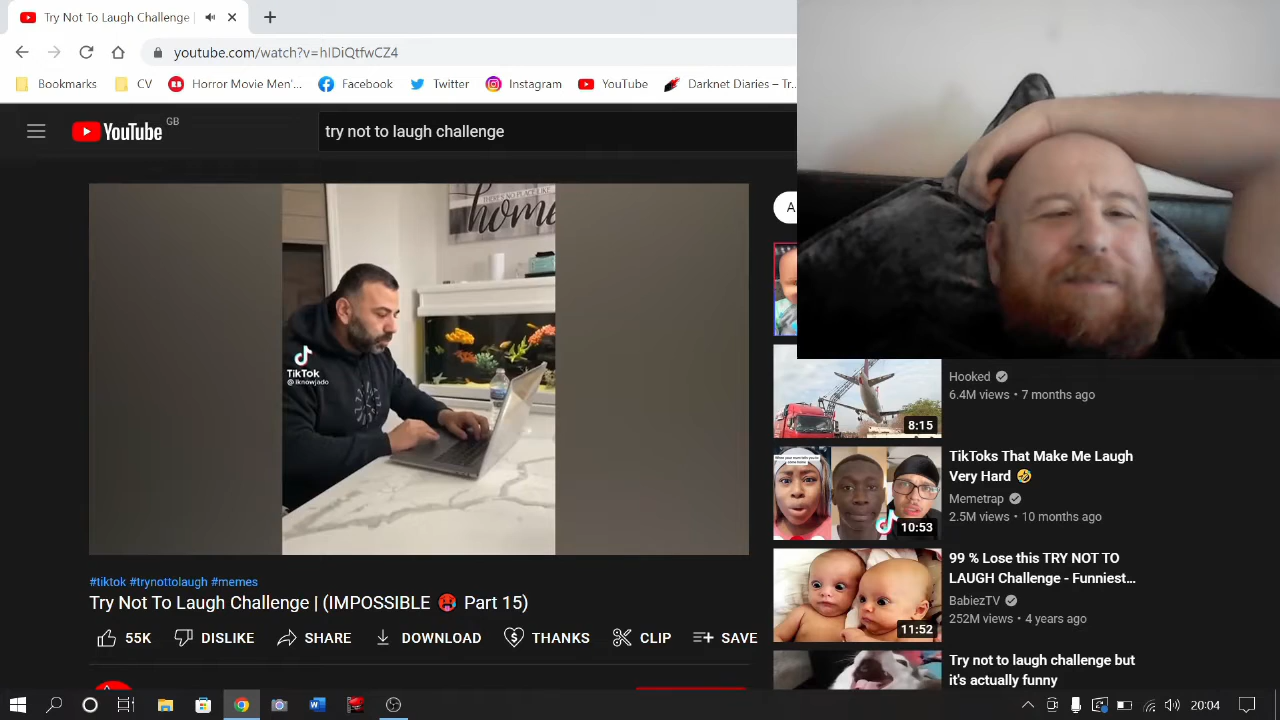 Try Not To Laugh Challenge |
youtube.com/watch?v=hIDiQtfwCZ4
Bookmarks
CV
Horror Movie Men'...
Facebook
Twitter
Instagram
YouTube
Darknet Diaries – Tr...
YouTube GB
try not to laugh challenge
A
home
TikTok
@iknowjado
Hooked
6.4M views • 7 months ago
8:15
TikToks That Make Me Laugh
Very Hard 🤣
Memetrap
2.5M views • 10 months ago
10:53
99 % Lose this TRY NOT TO
LAUGH Challenge - Funniest...
BabiezTV
252M views • 4 years ago
11:52
Try not to laugh challenge but
it's actually funny
#tiktok #trynottolaugh #memes
Try Not To Laugh Challenge | (IMPOSSIBLE 🥵 Part 15)
55K
DISLIKE
SHARE
DOWNLOAD
THANKS
CLIP
SAVE
20:04